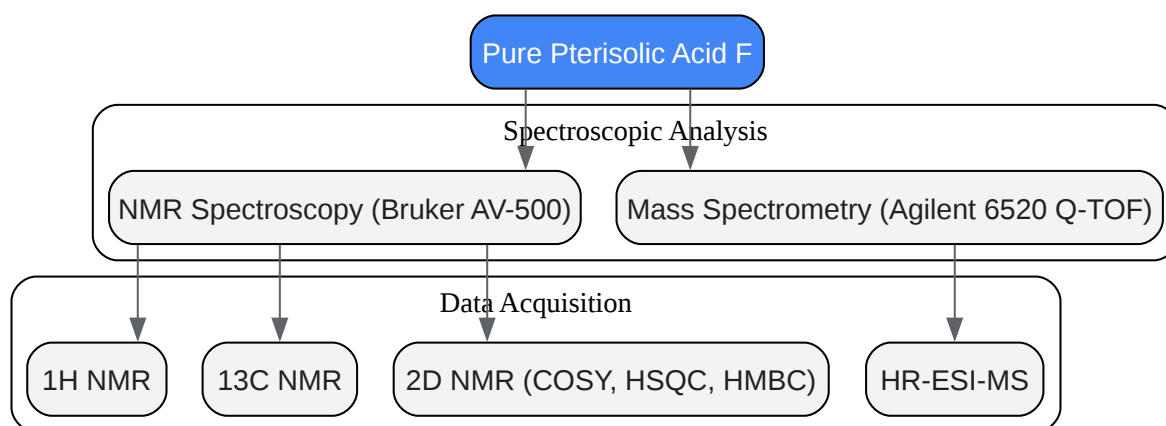 Pure Pterisolic Acid F
Spectroscopic Analysis
NMR Spectroscopy (Bruker AV-500)
Mass Spectrometry (Agilent 6520 Q-TOF)
Data Acquisition
1H NMR
13C NMR
2D NMR (COSY, HSQC, HMBC)
HR-ESI-MS